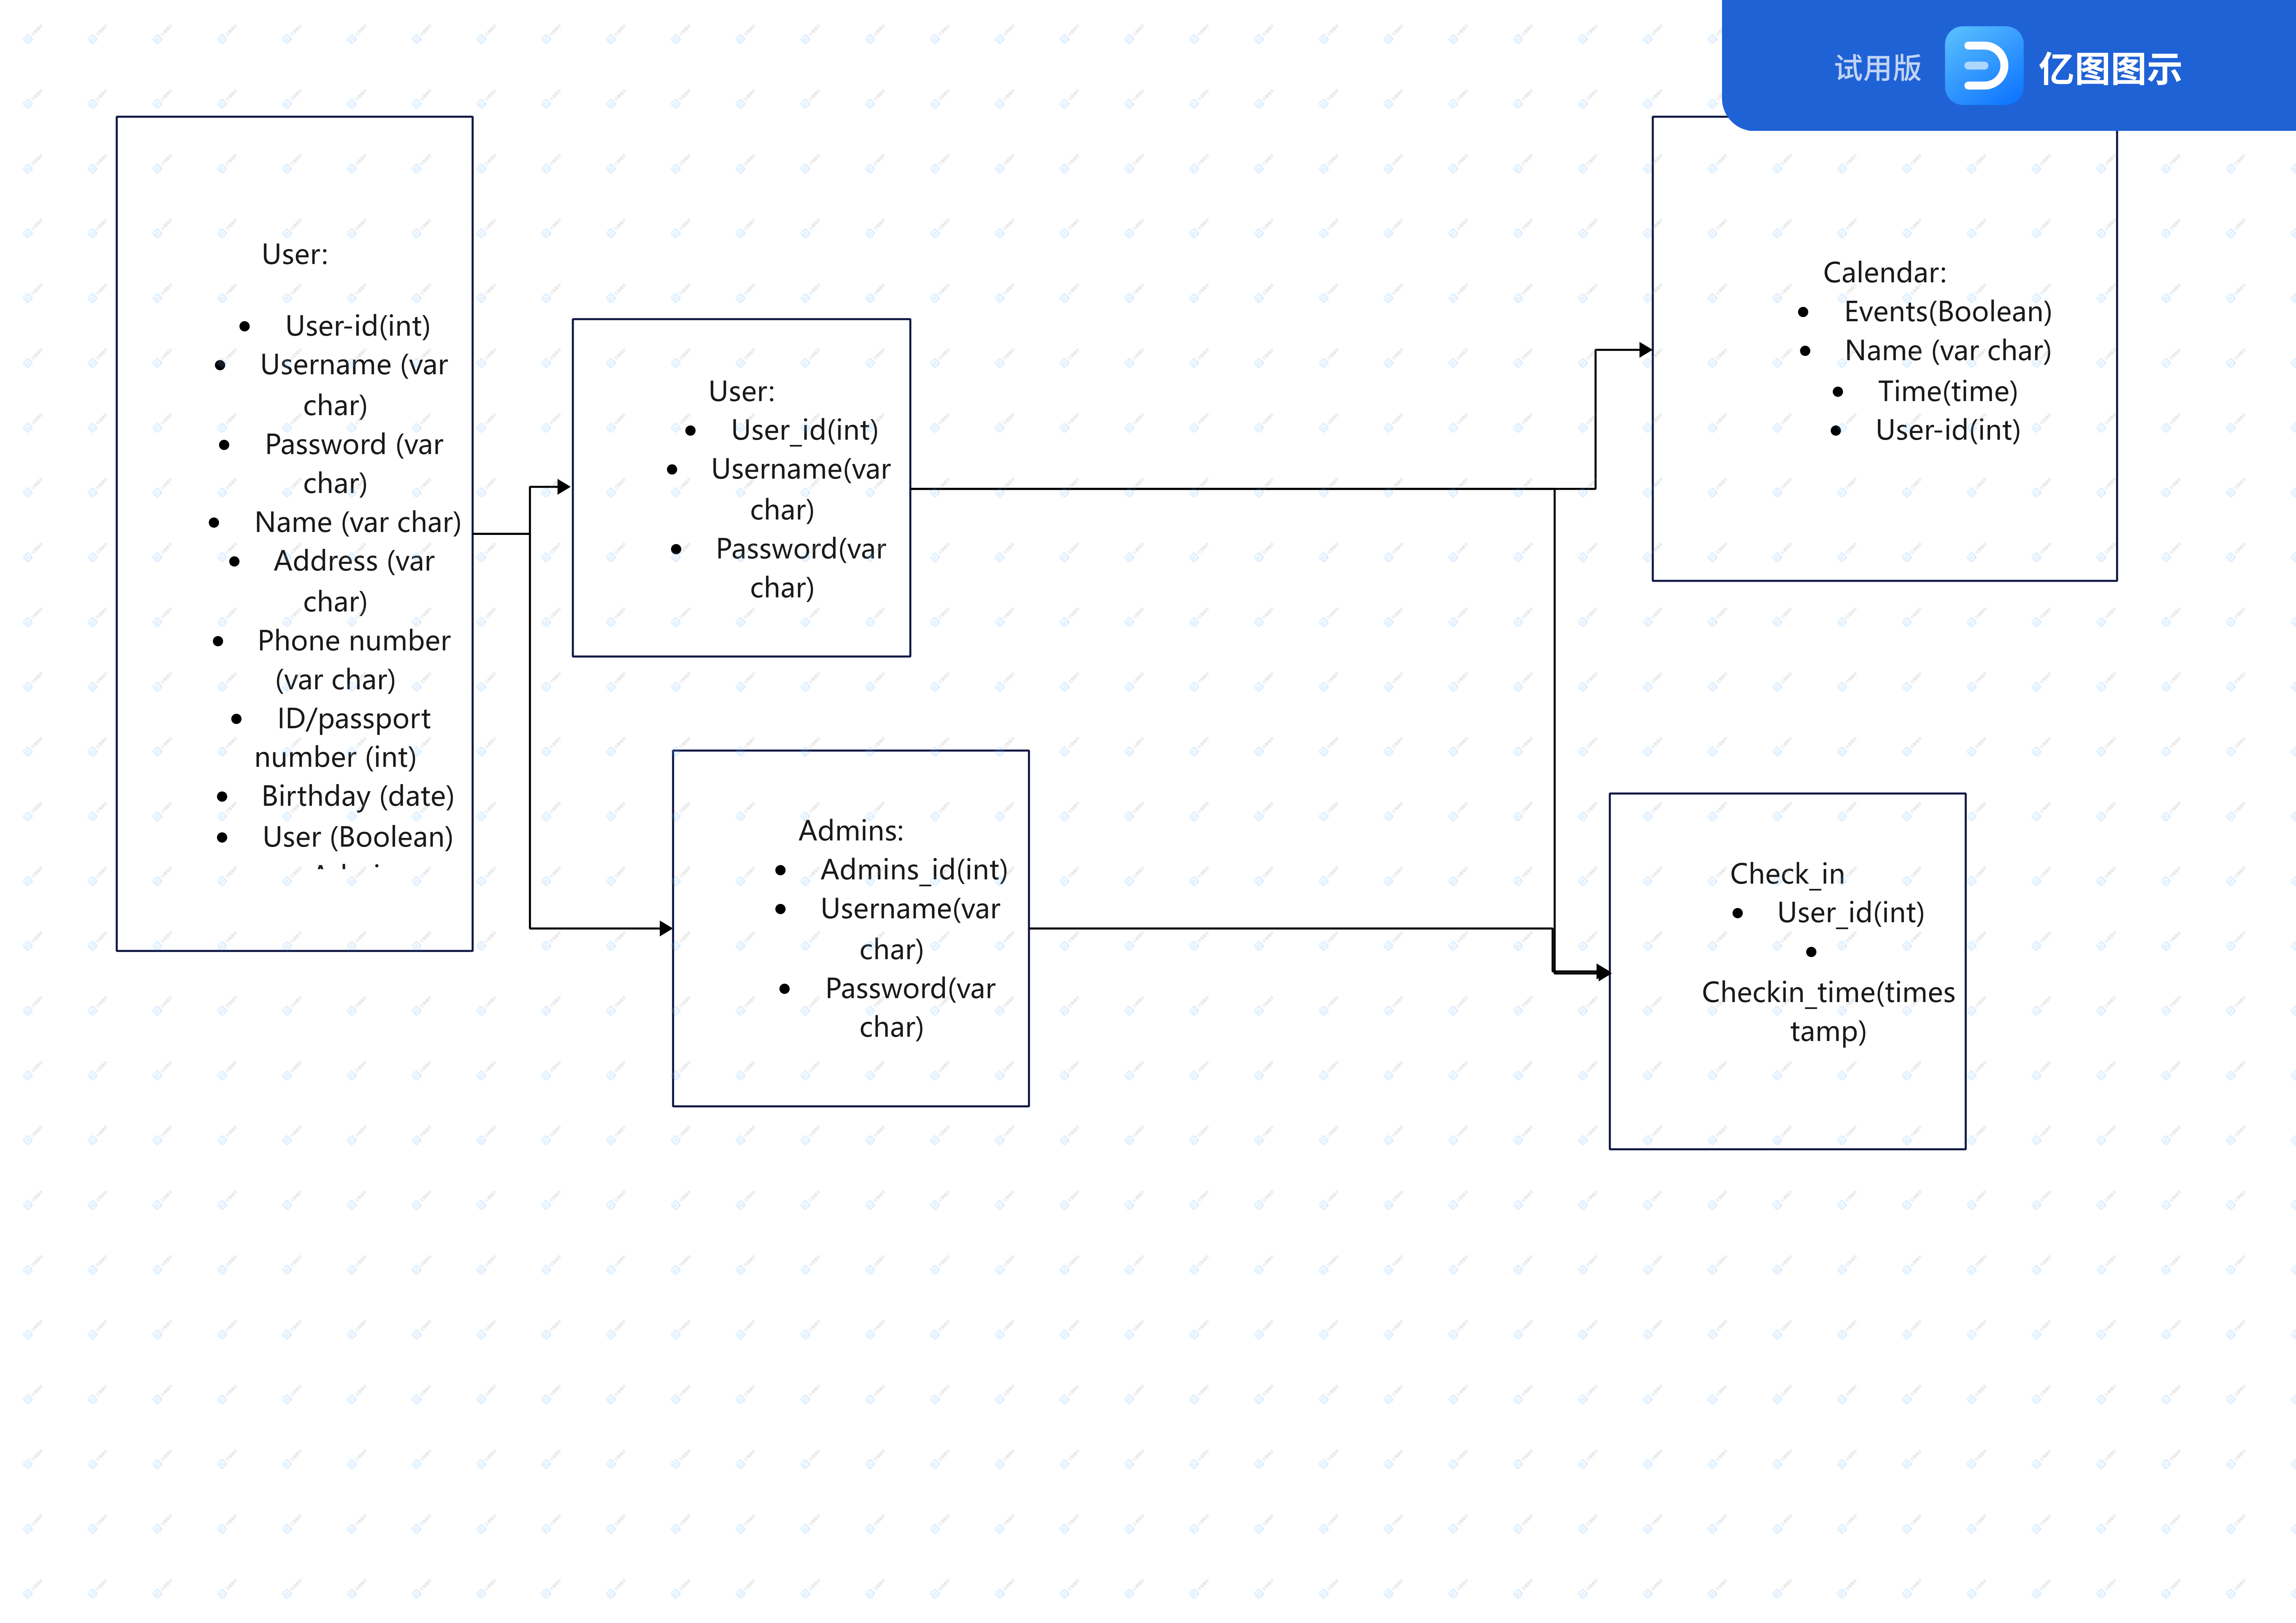 试用版 亿图图示
User:
• User-id(int)
• Username (var
char)
• Password (var
char)
• Name (var char)
• Address (var
char)
• Phone number
(var char)
• ID/passport
number (int)
• Birthday (date)
• User (Boolean)
User:
• User_id(int)
• Username(var
char)
• Password(var
char)
Admins:
• Admins_id(int)
• Username(var
char)
• Password(var
char)
Calendar:
• Events(Boolean)
• Name (var char)
• Time(time)
• User-id(int)
Check_in
• User_id(int)
•
Checkin_time(times
tamp)